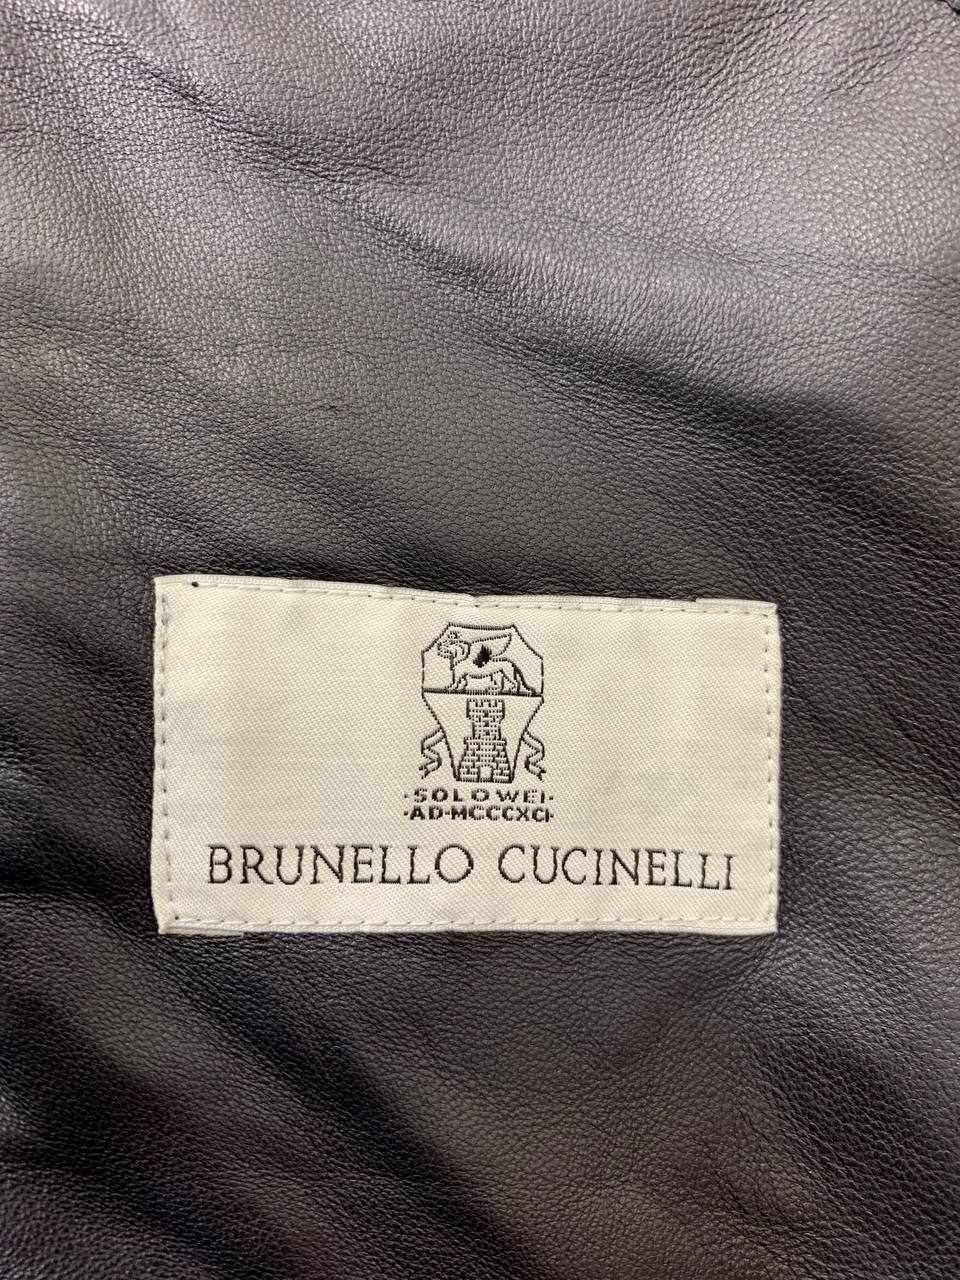 ·SOLOWEI·
·AD·MCCCXCI·
BRUNELLO CUCINELLI